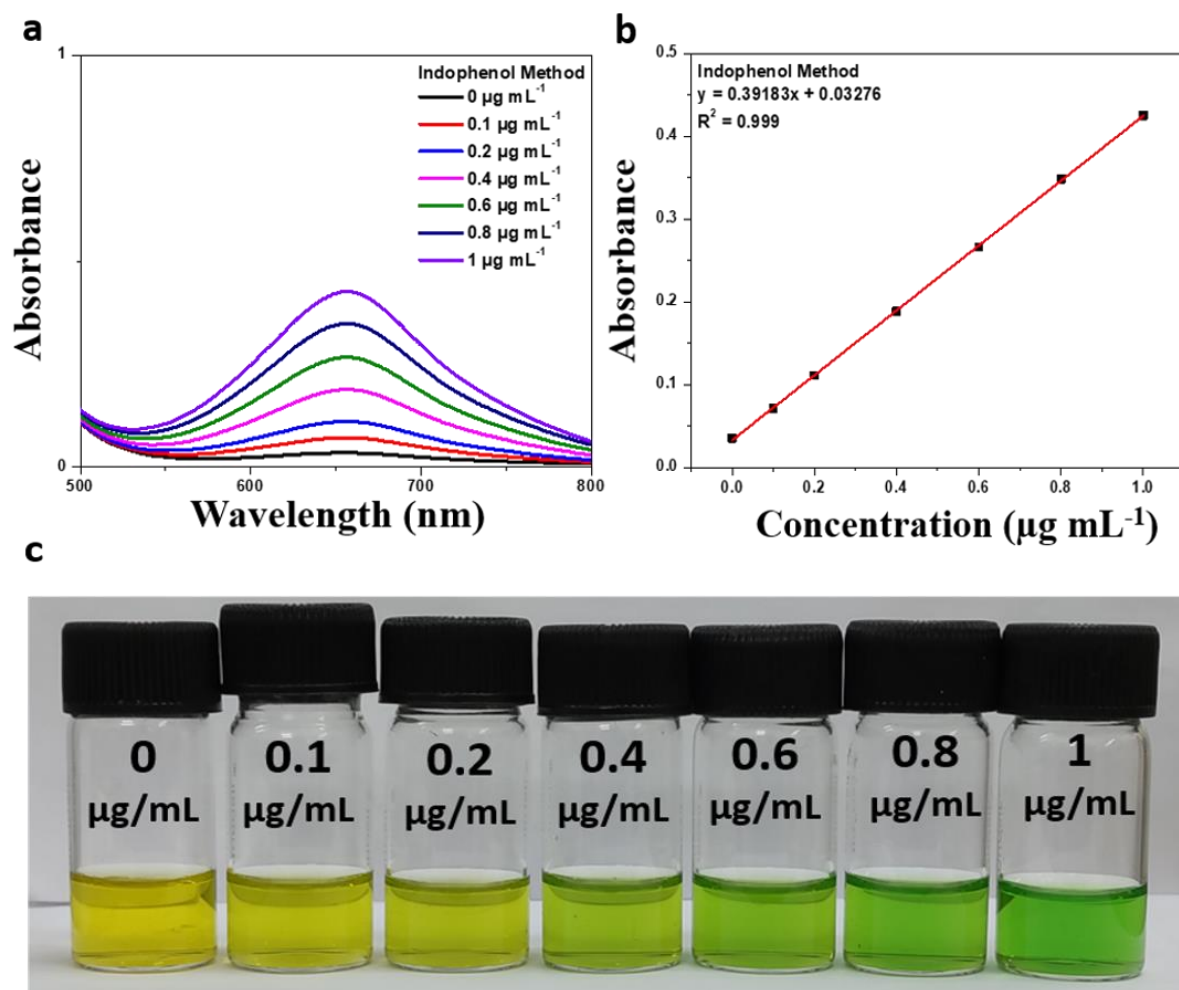 a
Absorbance
1
0
500
600
700
800
Wavelength (nm)
Indophenol Method
0 µg mL⁻¹
0.1 µg mL⁻¹
0.2 µg mL⁻¹
0.4 µg mL⁻¹
0.6 µg mL⁻¹
0.8 µg mL⁻¹
1 µg mL⁻¹
b
Absorbance
0.5
0.4
0.3
0.2
0.1
0.0
Indophenol Method
y = 0.39183x + 0.03276
R² = 0.999
0.0
0.2
0.4
0.6
0.8
1.0
Concentration (µg mL⁻¹)
c
0
µg/mL
0.1
µg/mL
0.2
µg/mL
0.4
µg/mL
0.6
µg/mL
0.8
µg/mL
1
µg/mL